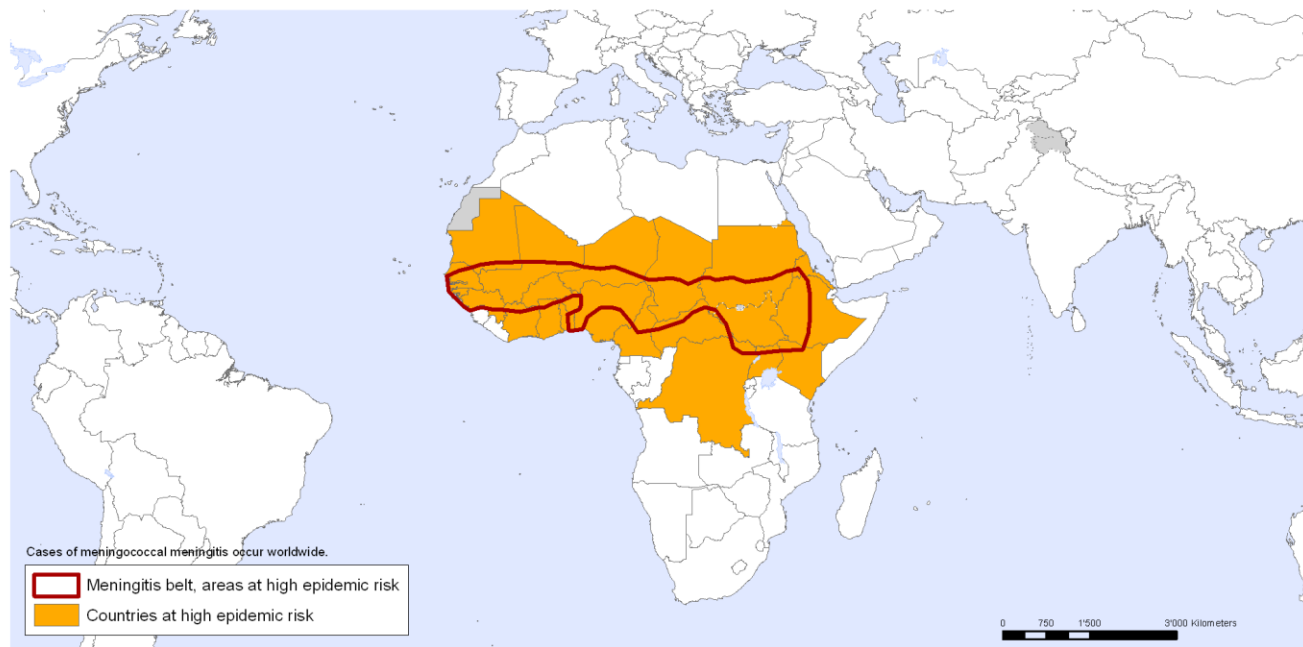 Cases of meningococcal meningitis occur worldwide.
Meningitis belt, areas at high epidemic risk
Countries at high epidemic risk
0 750 1'500 3'000 Kilometers